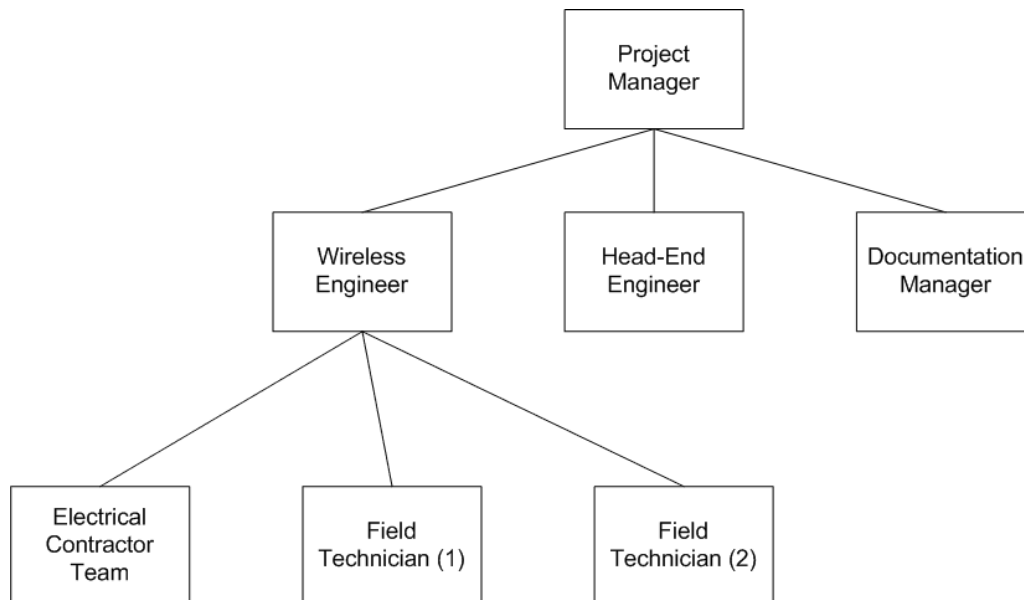 Project
Manager
Wireless
Engineer
Head-End
Engineer
Documentation
Manager
Electrical
Contractor
Team
Field
Technician (1)
Field
Technician (2)